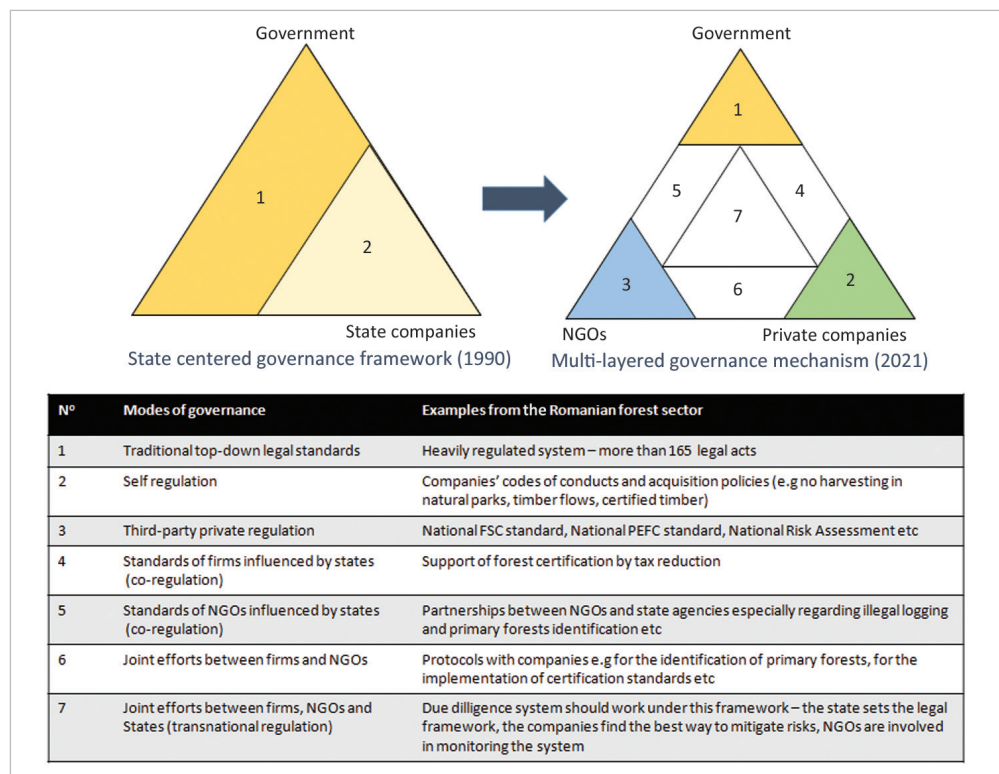 Government
1
2
State companies
State centered governance framework (1990)
Government
1
5
4
7
3
6
2
NGOs
Private companies
Multi-layered governance mechanism (2021)
Nº Modes of governance Examples from the Romanian forest sector
1 Traditional top-down legal standards Heavily regulated system – more than 165 legal acts
2 Self regulation Companies' codes of conducts and acquisition policies (e.g no harvesting in
natural parks, timber flows, certified timber)
3 Third-party private regulation National FSC standard, National PEFC standard, National Risk Assessment etc
4 Standards of firms influenced by states Support of forest certification by tax reduction
(co-regulation)
5 Standards of NGOs influenced by states Partnerships between NGOs and state agencies especially regarding illegal logging
(co-regulation) and primary forests identification etc
6 Joint efforts between firms and NGOs Protocols with companies e.g for the identification of primary forests, for the
implementation of certification standards etc
7 Joint efforts between firms, NGOs and Due dilligence system should work under this framework – the state sets the legal
States (transnational regulation) framework, the companies find the best way to mitigate risks, NGOs are involved
in monitoring the system